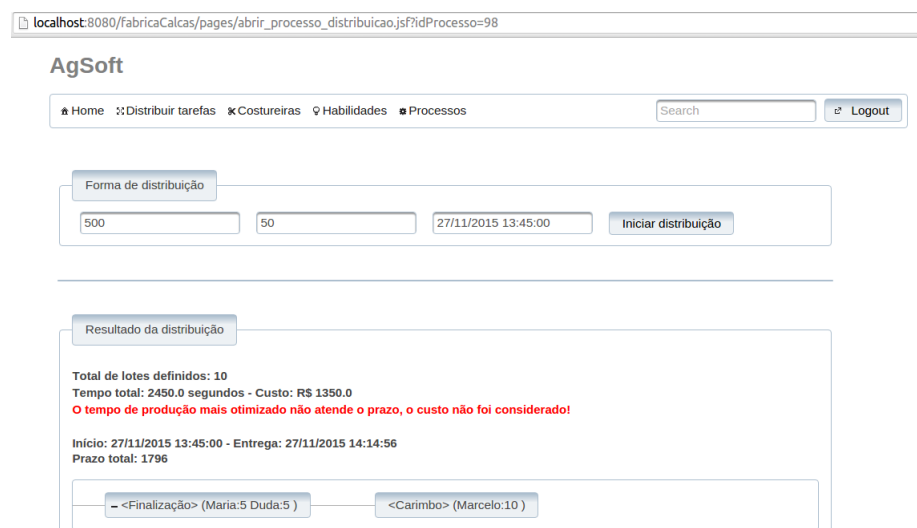 localhost:8080/fabricaCalcas/pages/abrir_processo_distribuicao.jsf?idProcesso=98
AgSoft
Home Distribuir tarefas Costureiras Habilidades Processos Search Logout
Forma de distribuição
500 50 27/11/2015 13:45:00 Iniciar distribuição
Resultado da distribuição
Total de lotes definidos: 10
Tempo total: 2450.0 segundos - Custo: R$ 1350.0
O tempo de produção mais otimizado não atende o prazo, o custo não foi considerado!
Início: 27/11/2015 13:45:00 - Entrega: 27/11/2015 14:14:56
Prazo total: 1796
– <Finalização> (Maria:5 Duda:5 ) <Carimbo> (Marcelo:10 )